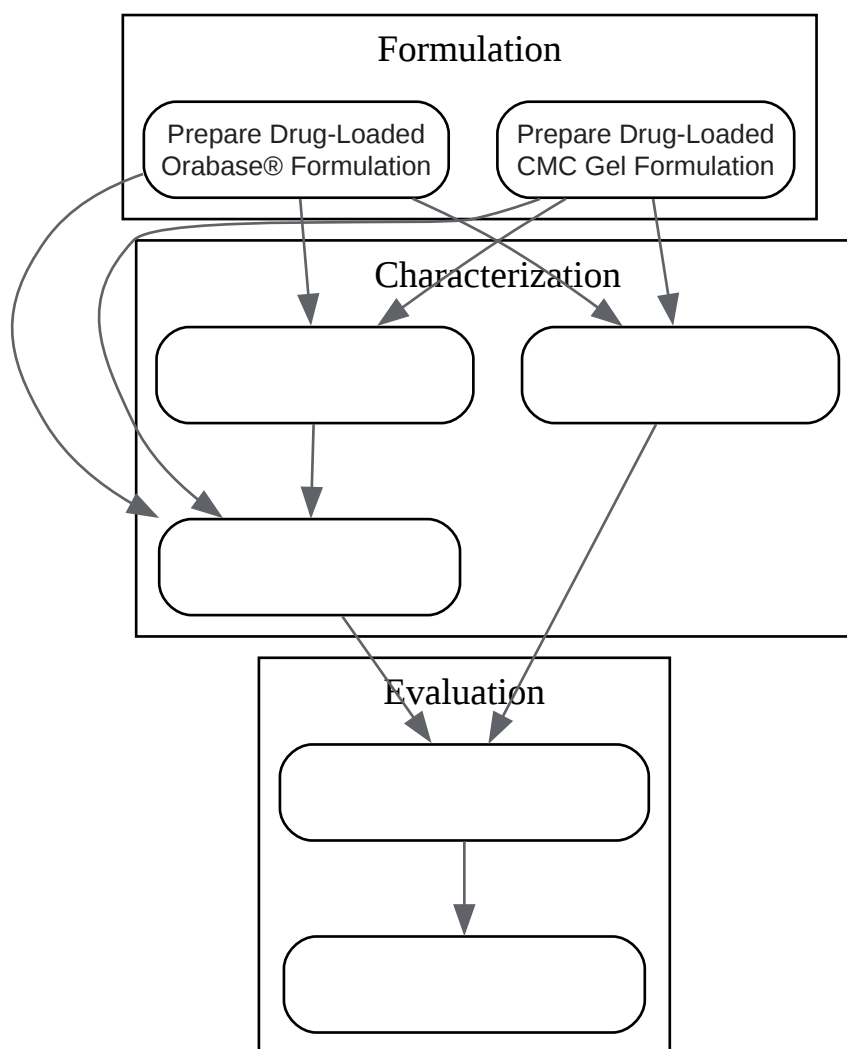 Formulation
Prepare Drug-Loaded
Orabase® Formulation
Prepare Drug-Loaded
CMC Gel Formulation
Characterization
Evaluation